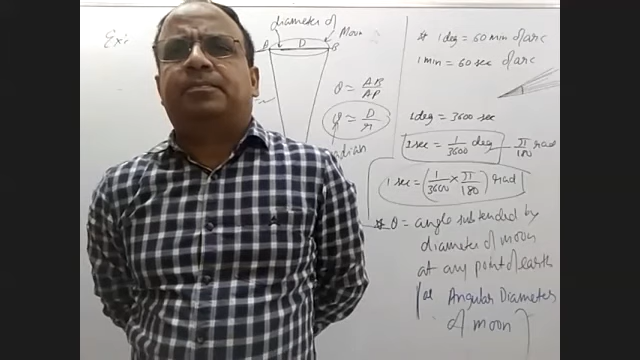 Ex:
diameter of
Moon
A D B
θ = AB/AP
θ = D/r
radian
# 1 deg = 60 min of arc
1 min = 60 sec of arc
1 deg = 3600 sec
1 sec = 1/3600 deg
π/180 rad
1 sec = (1/3600 × π/180) rad
θ = angle subtended by
diameter of moon
at any point of earth
[or Angular Diameter
of moon]